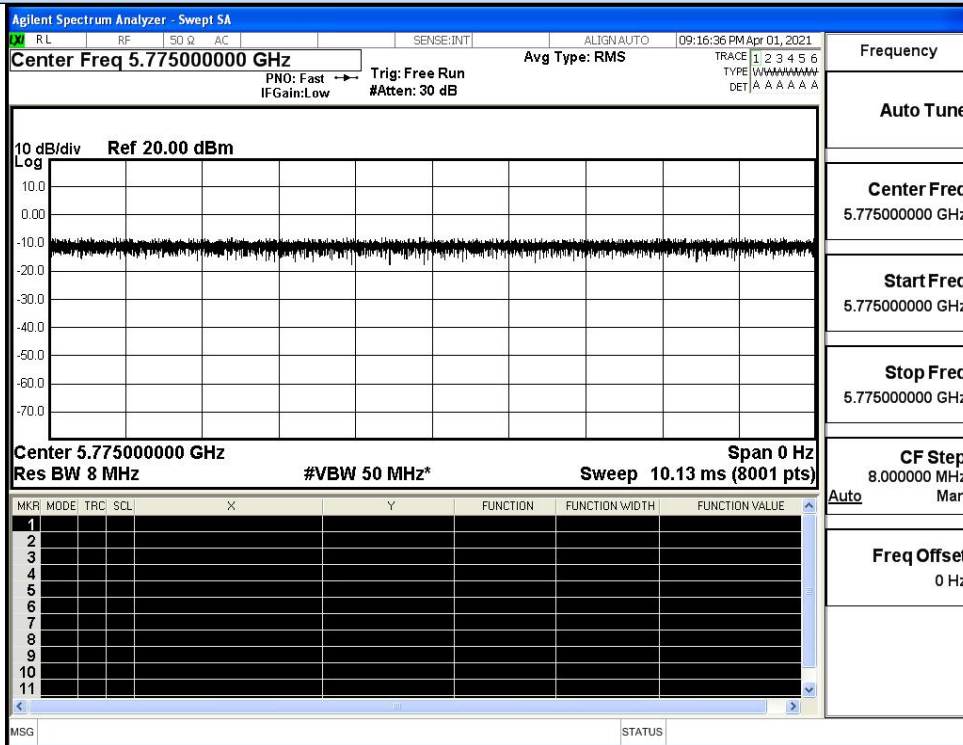 Agilent Spectrum Analyzer - Swept SA
LXI RL RF 50 Ω AC SENSE:INT ALIGN AUTO 09:16:36 PM Apr 01, 2021
Center Freq 5.775000000 GHz
PNO: Fast
IFGain:Low
Trig: Free Run
#Atten: 30 dB
Avg Type: RMS
TRACE 1 2 3 4 5 6
TYPE WWWWWW
DET A A A A A A
10 dB/div Ref 20.00 dBm
Log
10.0
0.00
-10.0
-20.0
-30.0
-40.0
-50.0
-60.0
-70.0
Center 5.775000000 GHz Span 0 Hz
Res BW 8 MHz #VBW 50 MHz* Sweep 10.13 ms (8001 pts)
MKR MODE TRC SCL X Y FUNCTION FUNCTION WIDTH FUNCTION VALUE
1
2
3
4
5
6
7
8
9
10
11
MSG STATUS
Frequency
Auto Tune
Center Freq
5.775000000 GHz
Start Freq
5.775000000 GHz
Stop Freq
5.775000000 GHz
CF Step
8.000000 MHz
Auto Man
Freq Offset
0 Hz